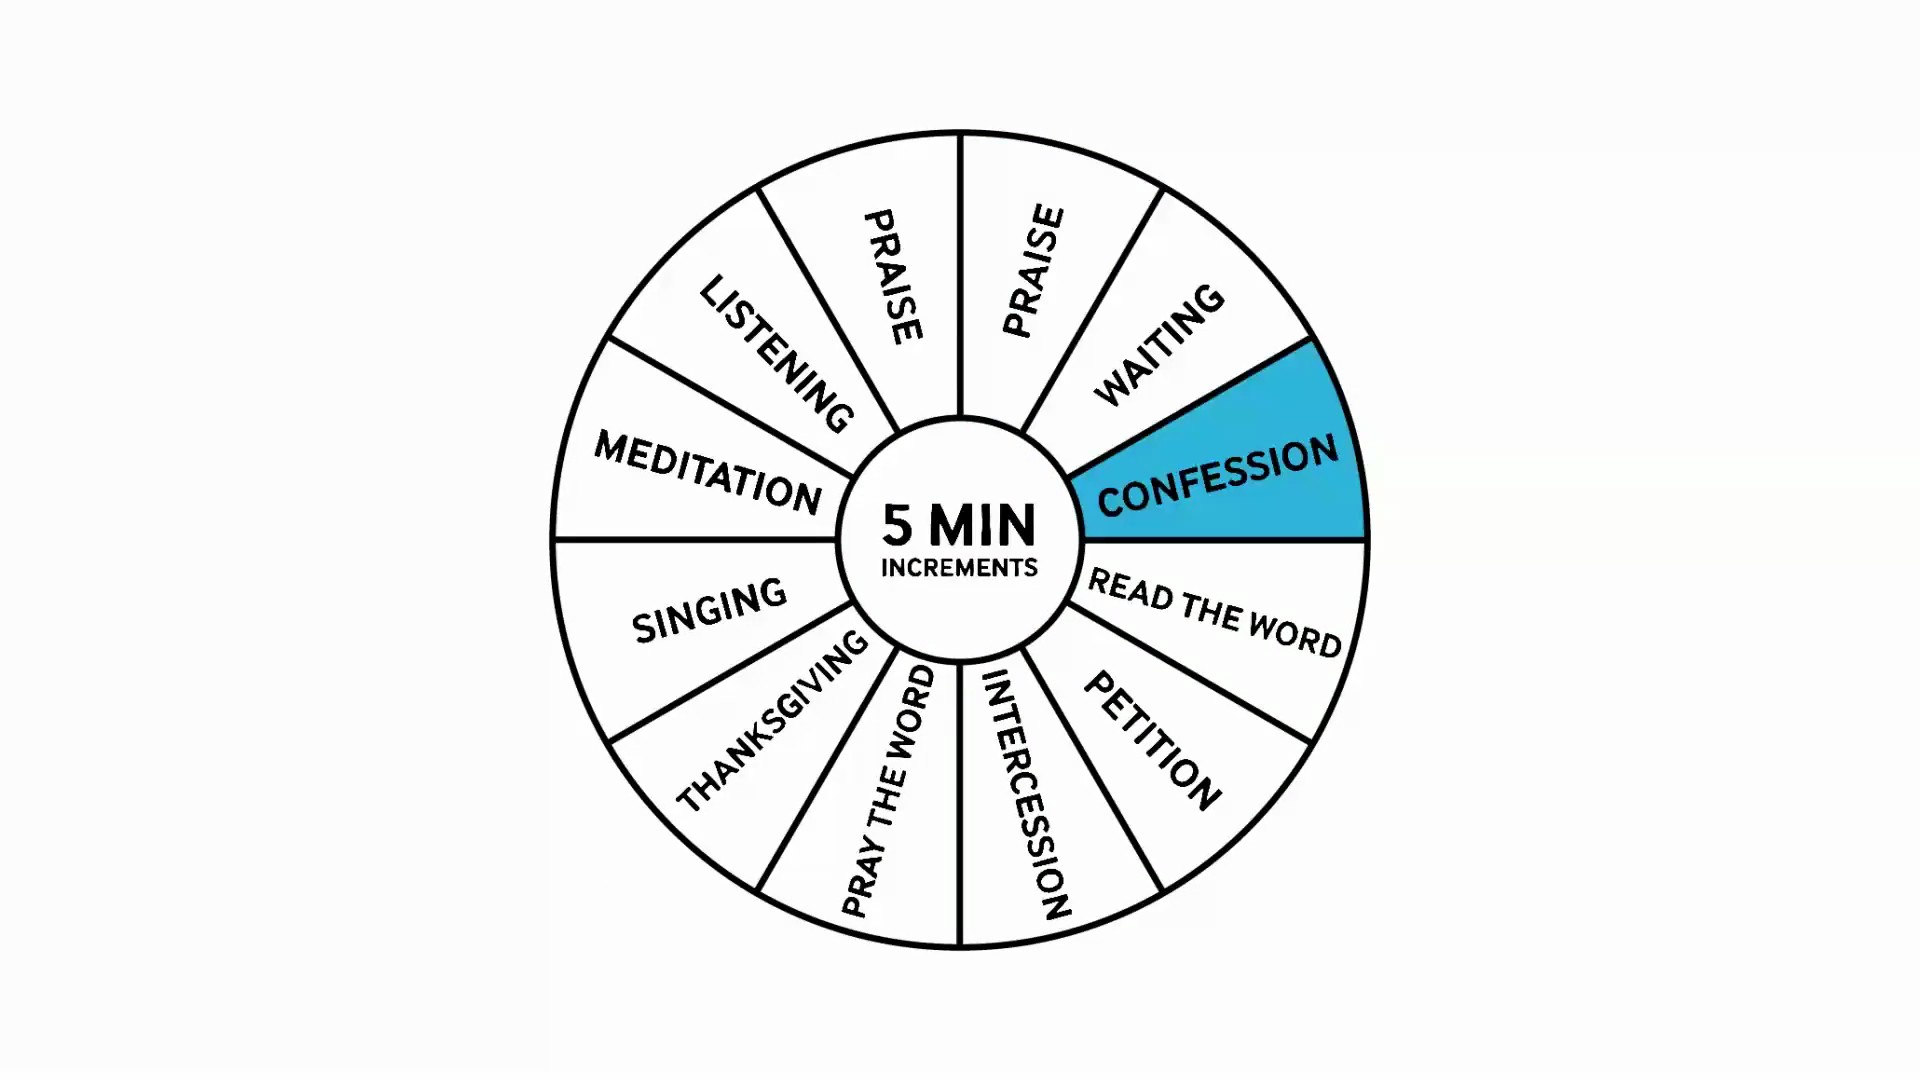 PRAISE
WAITING
CONFESSION
READ THE WORD
PETITION
INTERCESSION
PRAY THE WORD
THANKSGIVING
SINGING
MEDITATION
LISTENING
PRAISE
5 MIN
INCREMENTS